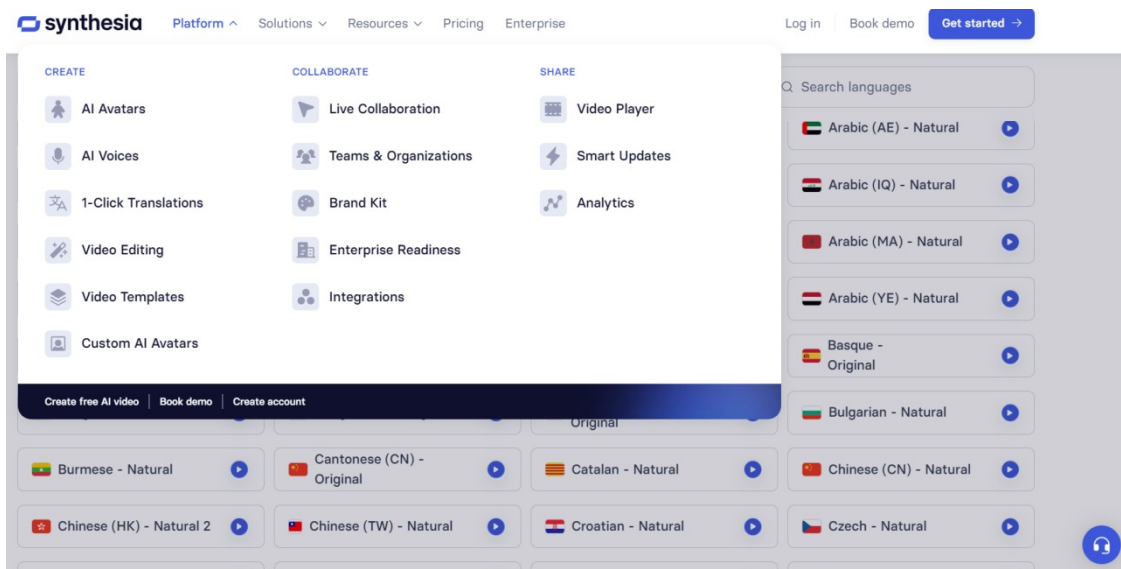 synthesia
Platform
Solutions
Resources
Pricing
Enterprise
Log in
Book demo
Get started →
CREATE
AI Avatars
AI Voices
1-Click Translations
Video Editing
Video Templates
Custom AI Avatars
COLLABORATE
Live Collaboration
Teams & Organizations
Brand Kit
Enterprise Readiness
Integrations
SHARE
Video Player
Smart Updates
Analytics
Create free AI video
Book demo
Create account
Search languages
Arabic (AE) - Natural
Arabic (IQ) - Natural
Arabic (MA) - Natural
Arabic (YE) - Natural
Basque -
Original
Original
Bulgarian - Natural
Burmese - Natural
Cantonese (CN) -
Original
Catalan - Natural
Chinese (CN) - Natural
Chinese (HK) - Natural 2
Chinese (TW) - Natural
Croatian - Natural
Czech - Natural